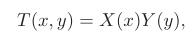 T(x, y) = X(x)Y(y),